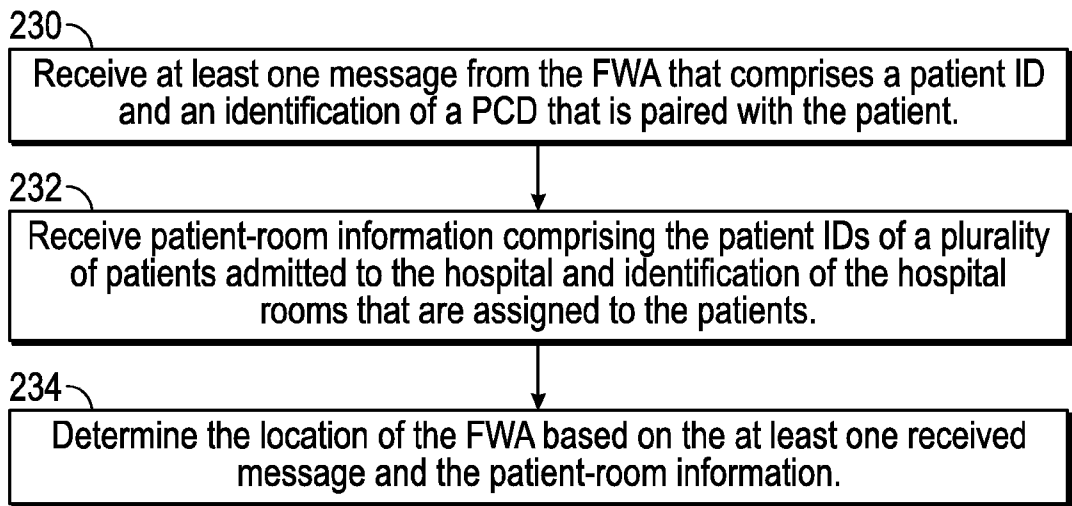 230
Receive at least one message from the FWA that comprises a patient ID
and an identification of a PCD that is paired with the patient.
232
Receive patient-room information comprising the patient IDs of a plurality
of patients admitted to the hospital and identification of the hospital
rooms that are assigned to the patients.
234
Determine the location of the FWA based on the at least one received
message and the patient-room information.